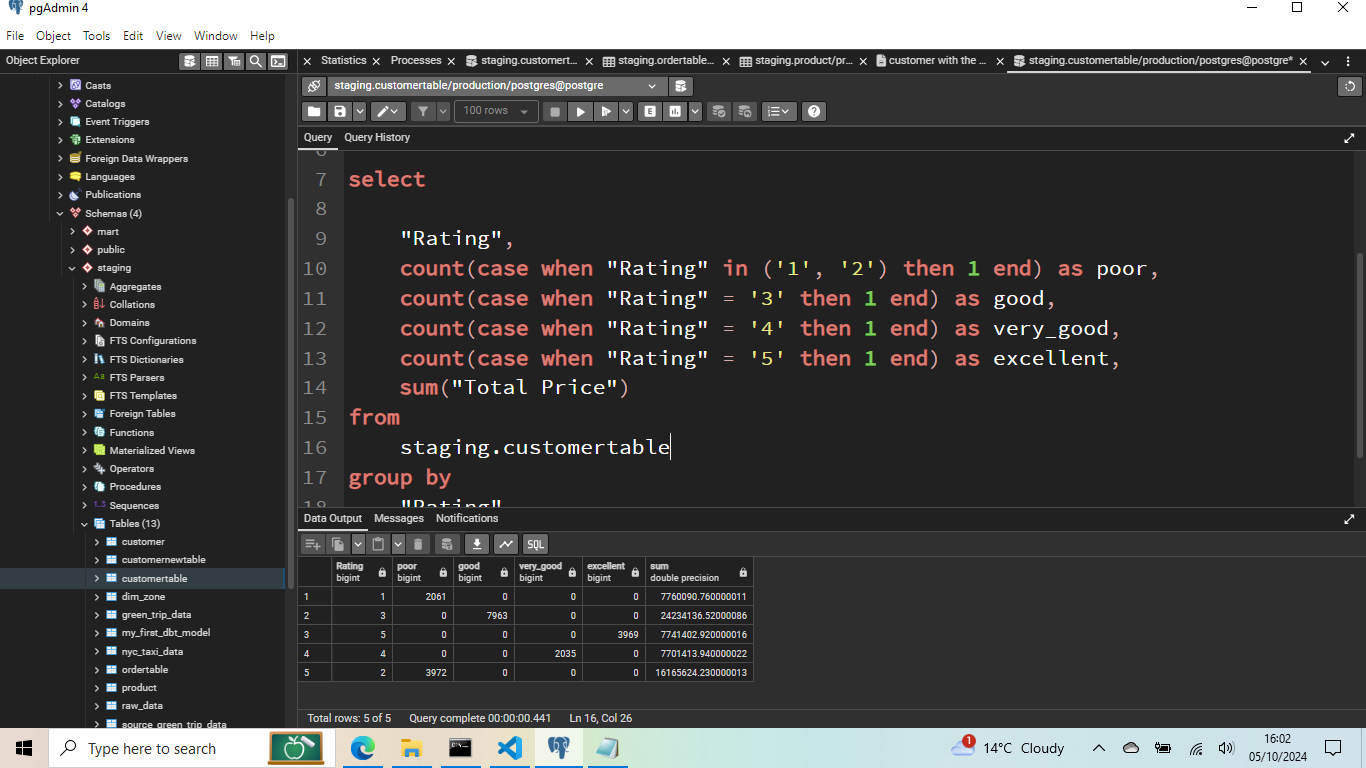 pgAdmin 4
File Object Tools Edit View Window Help
Object Explorer
Statistics Processes staging.customert... staging.ordertable... staging.product/pr... customer with the ... staging.customertable/production/postgres@postgre*
staging.customertable/production/postgres@postgre
100 rows
Query Query History
Casts
Catalogs
Event Triggers
Extensions
Foreign Data Wrappers
Languages
Publications
Schemas (4)
mart
public
staging
Aggregates
Collations
Domains
FTS Configurations
FTS Dictionaries
FTS Parsers
FTS Templates
Foreign Tables
Functions
Materialized Views
Operators
Procedures
Sequences
Tables (13)
customer
customernewtable
customertable
dim_zone
green_trip_data
my_first_dbt_model
nyc_taxi_data
ordertable
product
raw_data
source_green_trip_data
6
7 select
8
9 "Rating",
10 count(case when "Rating" in ('1', '2') then 1 end) as poor,
11 count(case when "Rating" = '3' then 1 end) as good,
12 count(case when "Rating" = '4' then 1 end) as very_good,
13 count(case when "Rating" = '5' then 1 end) as excellent,
14 sum("Total Price")
15 from
16 staging.customertable
17 group by
18 "Rating"
Data Output Messages Notifications
SQL
Rating poor good very_good excellent sum
bigint bigint bigint bigint bigint double precision
1 1 2061 0 0 0 7760090.760000011
2 3 0 7963 0 0 24234136.52000086
3 5 0 0 0 3969 7741402.920000016
4 4 0 0 2035 0 7701413.940000022
5 2 3972 0 0 0 16165624.230000013
Total rows: 5 of 5 Query complete 00:00:00.441 Ln 16, Col 26
Type here to search
1
14°C Cloudy
16:02
05/10/2024